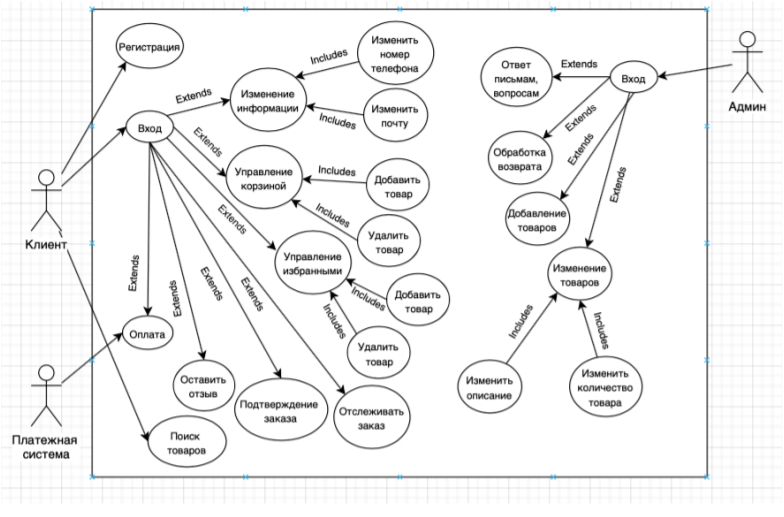 Регистрация
Изменить
номер
телефона
Includes
Extends
Изменение
информации
Includes
Изменить
почту
Вход
Extends
Управление
корзиной
Includes
Добавить
товар
Includes
Удалить
товар
Extends
Управление
избранными
Includes
Добавить
товар
Includes
Удалить
товар
Клиент
Extends
Extends
Extends
Extends
Оплата
Оставить
отзыв
Подтверждение
заказа
Отслеживать
заказ
Платежная
система
Поиск
товаров
Ответ
письмам,
вопросам
Extends
Вход
Админ
Extends
Обработка
возврата
Extends
Добавление
товаров
Extends
Изменение
товаров
Includes
Includes
Изменить
описание
Изменить
количество
товара